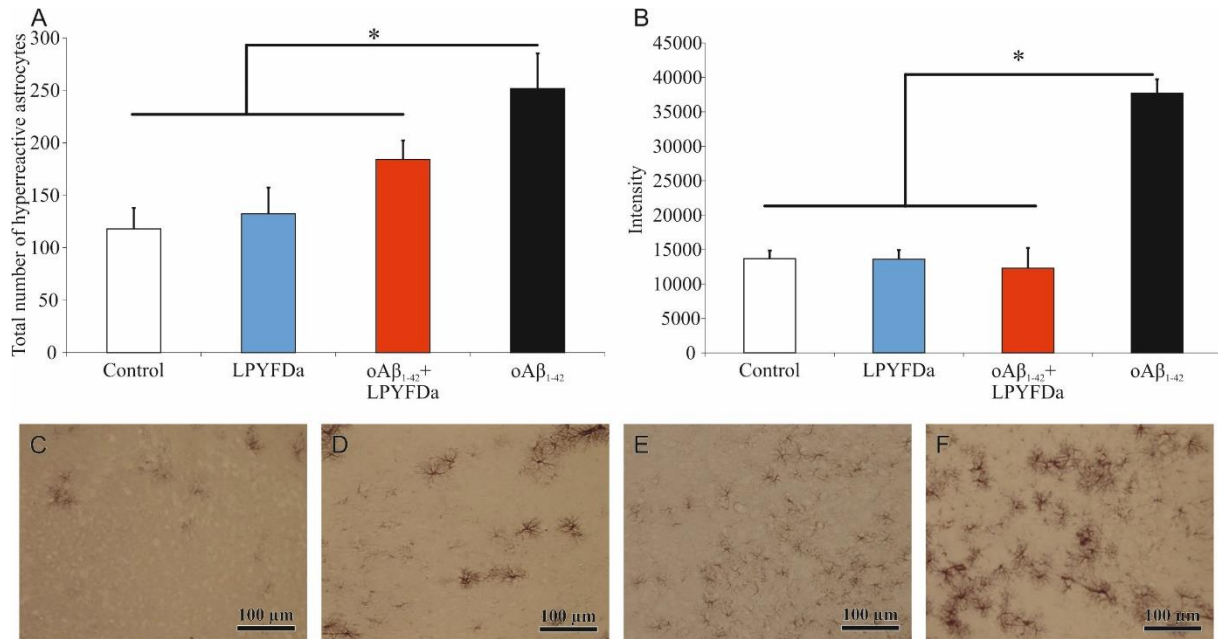 A
Total number of hyperreactive astrocytes
300
250
200
150
100
50
0
*
Control
LPYFDa
oAβ₁₋₄₂+
LPYFDa
oAβ₁₋₄₂
B
Intensity
45000
40000
35000
30000
25000
20000
15000
10000
5000
0
*
Control
LPYFDa
oAβ₁₋₄₂+
LPYFDa
oAβ₁₋₄₂
C
100 µm
D
100 µm
E
100 µm
F
100 µm